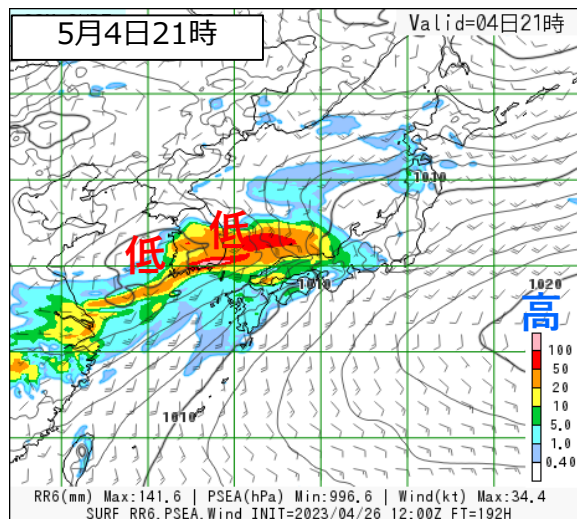 5月4日21時
Valid=04日21時
1010
低
低
1010
1020
高
1010
100
50
20
10
5.0
1.0
0.40
RR6(mm) Max:141.6 | PSEA(hPa) Min:996.6 | Wind(kt) Max:34.4
SURF RR6,PSEA,Wind INIT=2023/04/26 12:00Z FT=192H